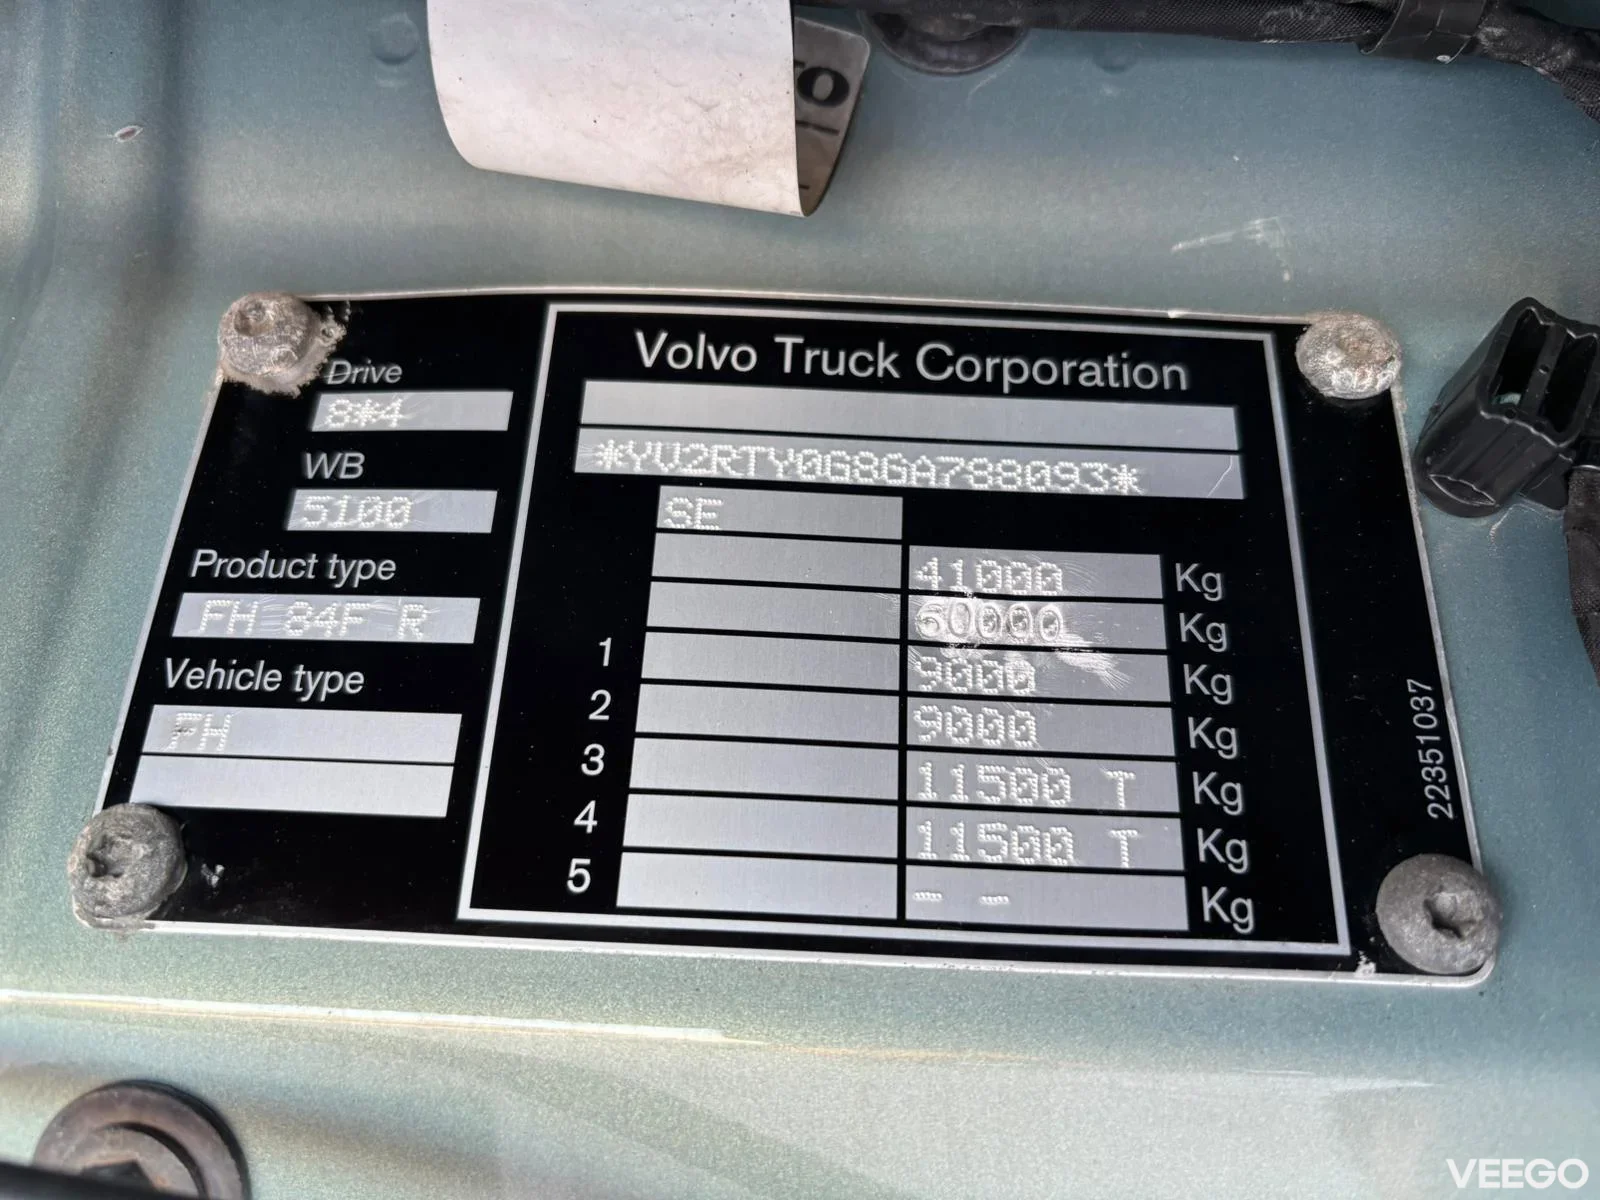 Volvo Truck Corporation
*YV2RTY0G8GA788093*
Drive
8*4
WB
5100
Product type
FH 84F R
Vehicle type
FH
SE
41000 Kg
60000 Kg
1 9000 Kg
2 9000 Kg
3 11500 T Kg
4 11500 T Kg
5 - - Kg
22351037
VEEGO